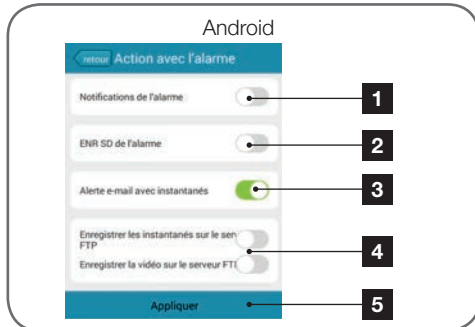 Android
retour Action avec l'alarme
Notifications de l'alarme
1
ENR SD de l'alarme
2
Alerte e-mail avec instantanés
3
Enregistrer les instantanés sur le ser
FTP
4
Enregistrer la vidéo sur le serveur FT
Appliquer
5